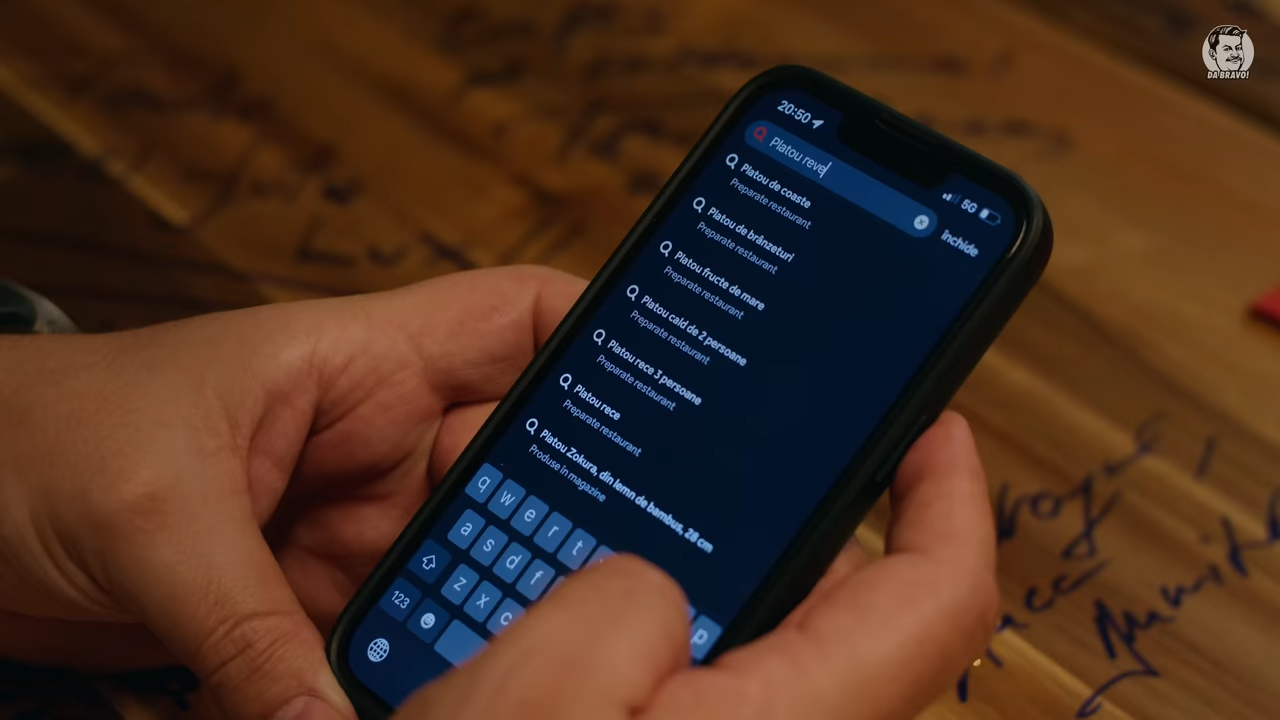 DA BRAVO!
20:50
5G
Platou reve
închide
Platou de coaste
Preparate restaurant
Platou de brânzeturi
Preparate restaurant
Platou fructe de mare
Preparate restaurant
Platou cald de 2 persoane
Preparate restaurant
Platou rece 3 persoane
Preparate restaurant
Platou rece
Preparate restaurant
Platou Zokura, din lemn de bambus, 28 cm
Produse în magazine
q w e r t
p
a s d f
z x c
123